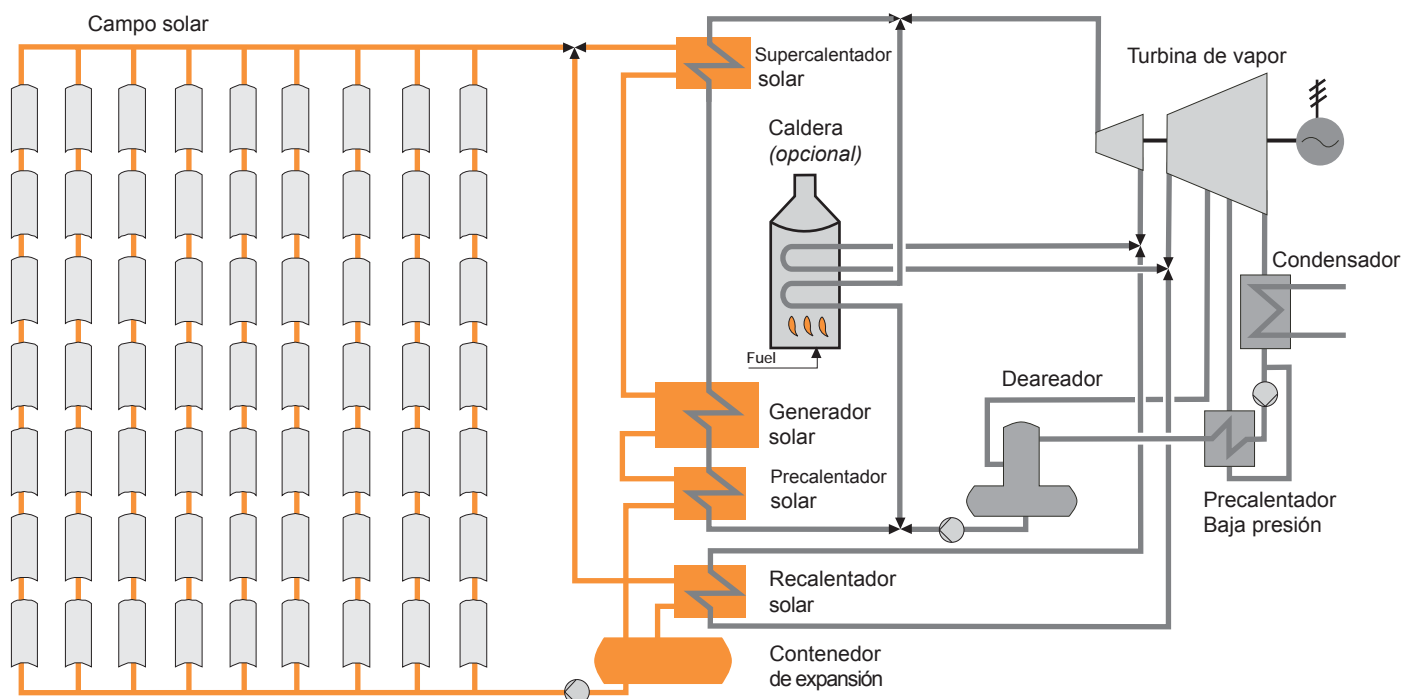 Campo solar
Supercalentador
solar
Turbina de vapor
Caldera
(opcional)
Condensador
Fuel
Deareador
Generador
solar
Precalentador
solar
Precalentador
Baja presión
Recalentador
solar
Contenedor
de expansión